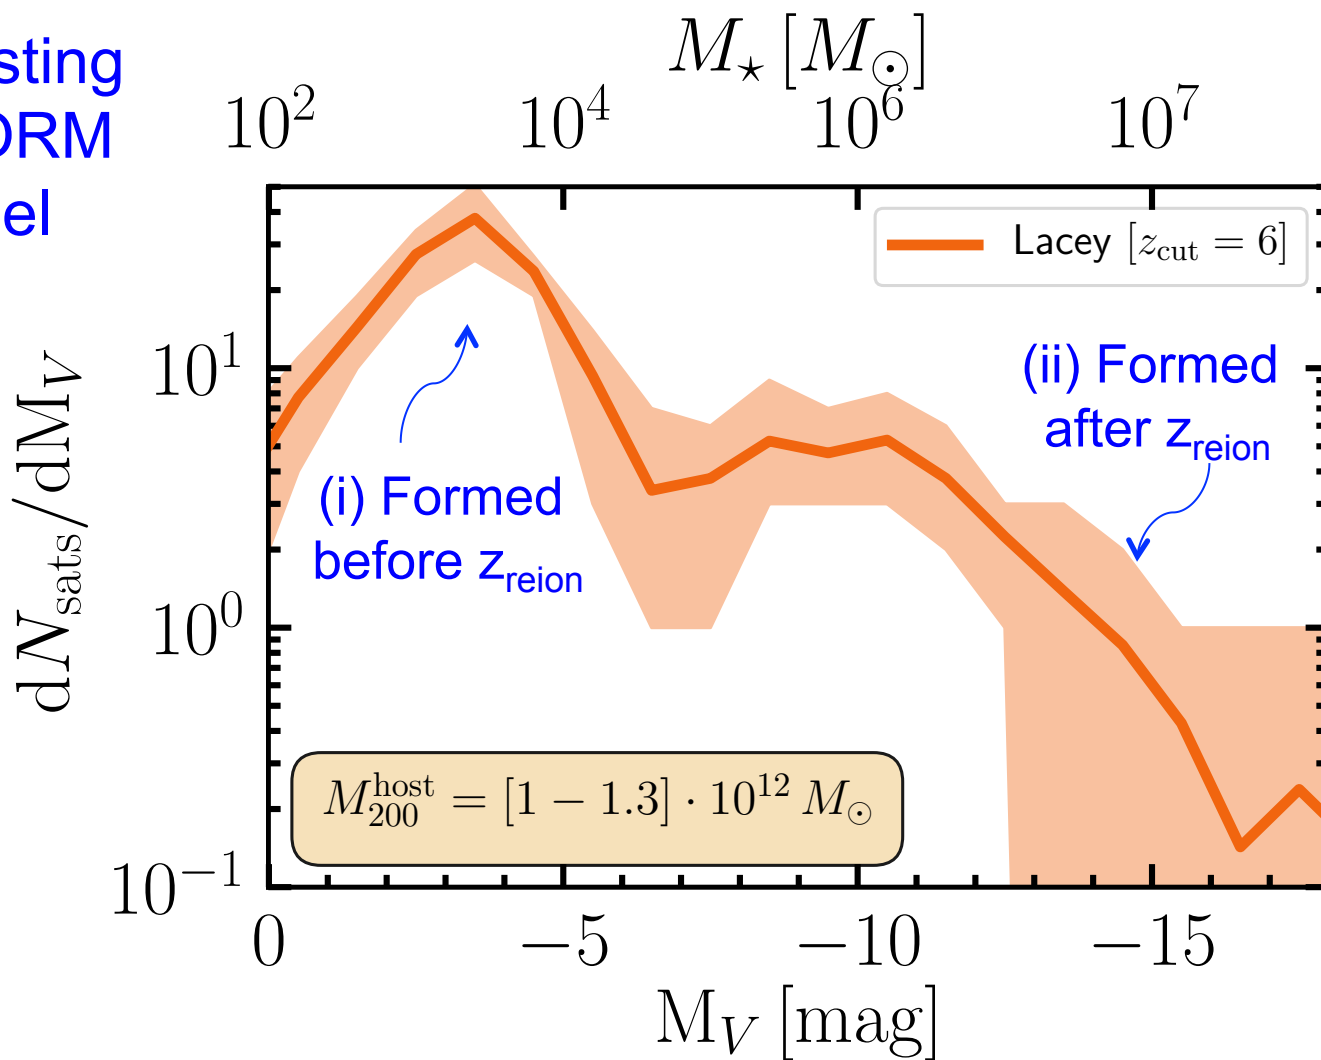 sting
ORM
el
M⋆ [M⊙]
10² 10⁴ 10⁶ 10⁷
Lacey [z_cut = 6]
(i) Formed
before z_reion
(ii) Formed
after z_reion
M₂₀₀^host = [1 − 1.3] · 10¹² M⊙
dN_sats/dM_V
10¹
10⁰
10⁻¹
0 −5 −10 −15
M_V [mag]